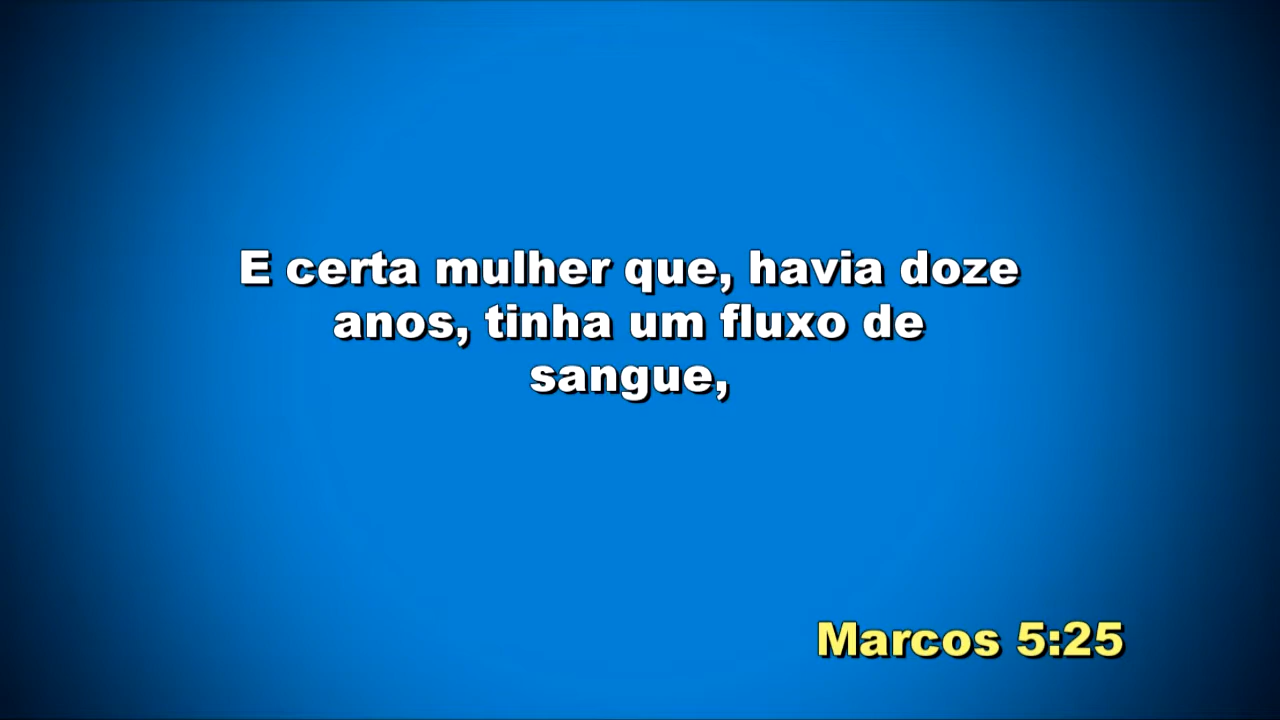 E certa mulher que, havia doze
anos, tinha um fluxo de
sangue,
Marcos 5:25